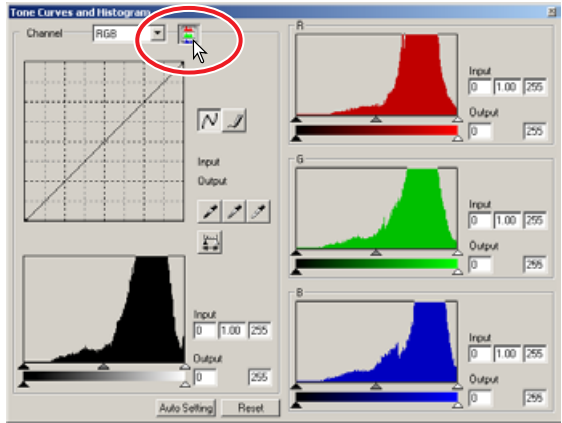 Tone Curves and Histogram
Channel RGB
Input
Output
Input
0 1.00 255
Output
0 255
Auto Setting Reset
R
Input
0 1.00 255
Output
0 255
G
Input
0 1.00 255
Output
0 255
B
Input
0 1.00 255
Output
0 255